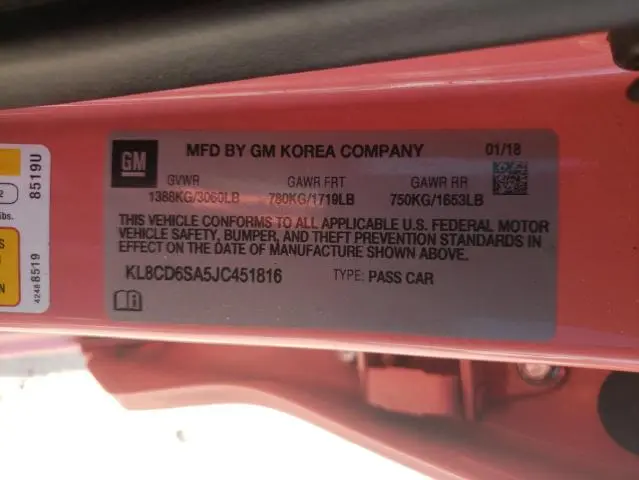 GM
MFD BY GM KOREA COMPANY 01/18
GVWR GAWR FRT GAWR RR
1388KG/3060LB 780KG/1719LB 750KG/1653LB
THIS VEHICLE CONFORMS TO ALL APPLICABLE U.S. FEDERAL MOTOR
VEHICLE SAFETY, BUMPER, AND THEFT PREVENTION STANDARDS IN
EFFECT ON THE DATE OF MANUFACTURE SHOWN ABOVE.
KL8CD6SA5JC451816 TYPE: PASS CAR
8519U
2
lbs.
S
D
N
42488519